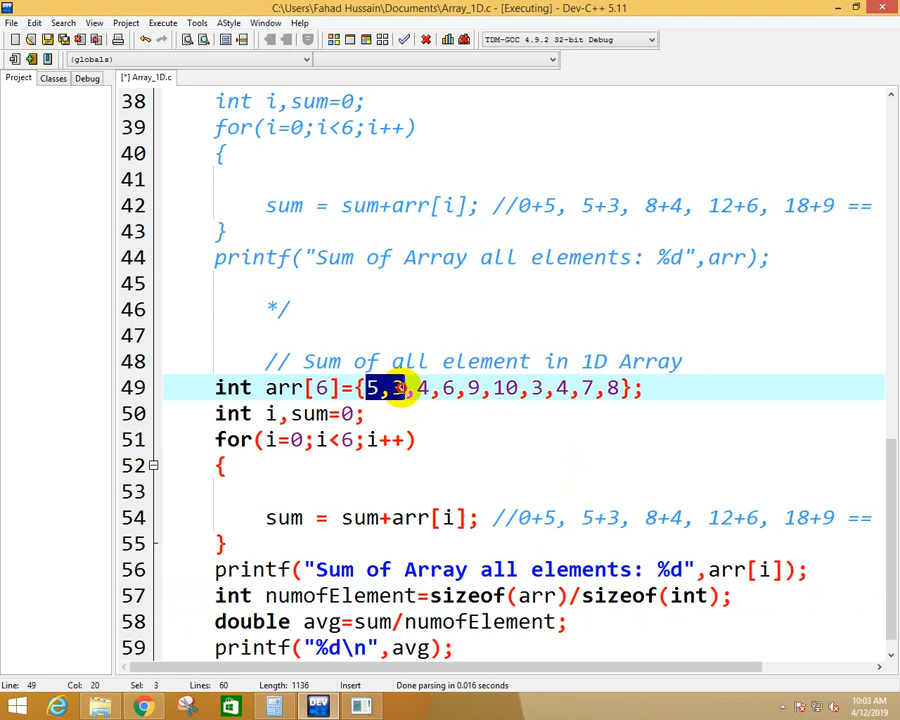 C:\Users\Fahad Hussain\Documents\Array_1D.c - [Executing] - Dev-C++ 5.11
File Edit Search View Project Execute Tools AStyle Window Help
TDM-GCC 4.9.2 32-bit Debug
(globals)
Project Classes Debug [*] Array_1D.c
38 int i,sum=0;
39 for(i=0;i<6;i++)
40 {
41
42 sum = sum+arr[i]; //0+5, 5+3, 8+4, 12+6, 18+9 ==
43 }
44 printf("Sum of Array all elements: %d",arr);
45
46 */
47
48 // Sum of all element in 1D Array
49 int arr[6]={5,3,4,6,9,10,3,4,7,8};
50 int i,sum=0;
51 for(i=0;i<6;i++)
52 {
53
54 sum = sum+arr[i]; //0+5, 5+3, 8+4, 12+6, 18+9 ==
55 }
56 printf("Sum of Array all elements: %d",arr[i]);
57 int numofElement=sizeof(arr)/sizeof(int);
58 double avg=sum/numofElement;
59 printf("%d\n",avg);
Line: 49 Col: 20 Sel: 3 Lines: 60 Length: 1136 Insert Done parsing in 0.016 seconds
DEV
10:03 AM
4/12/2019